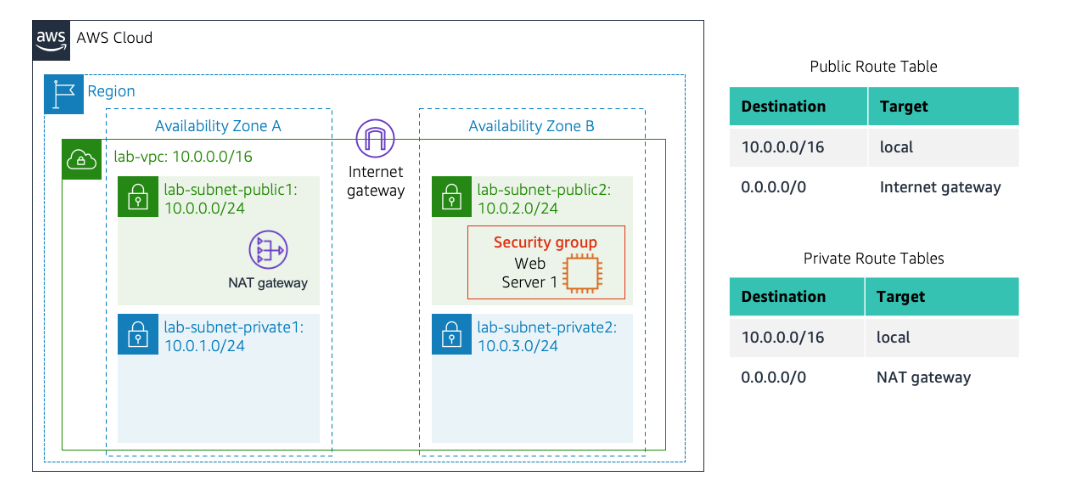 aws
AWS Cloud
Region
Availability Zone A
Availability Zone B
lab-vpc: 10.0.0.0/16
Internet
gateway
lab-subnet-public1:
10.0.0.0/24
NAT gateway
lab-subnet-public2:
10.0.2.0/24
Security group
Web
Server 1
lab-subnet-private1:
10.0.1.0/24
lab-subnet-private2:
10.0.3.0/24
Public Route Table
Destination Target
10.0.0.0/16 local
0.0.0.0/0 Internet gateway
Private Route Tables
Destination Target
10.0.0.0/16 local
0.0.0.0/0 NAT gateway